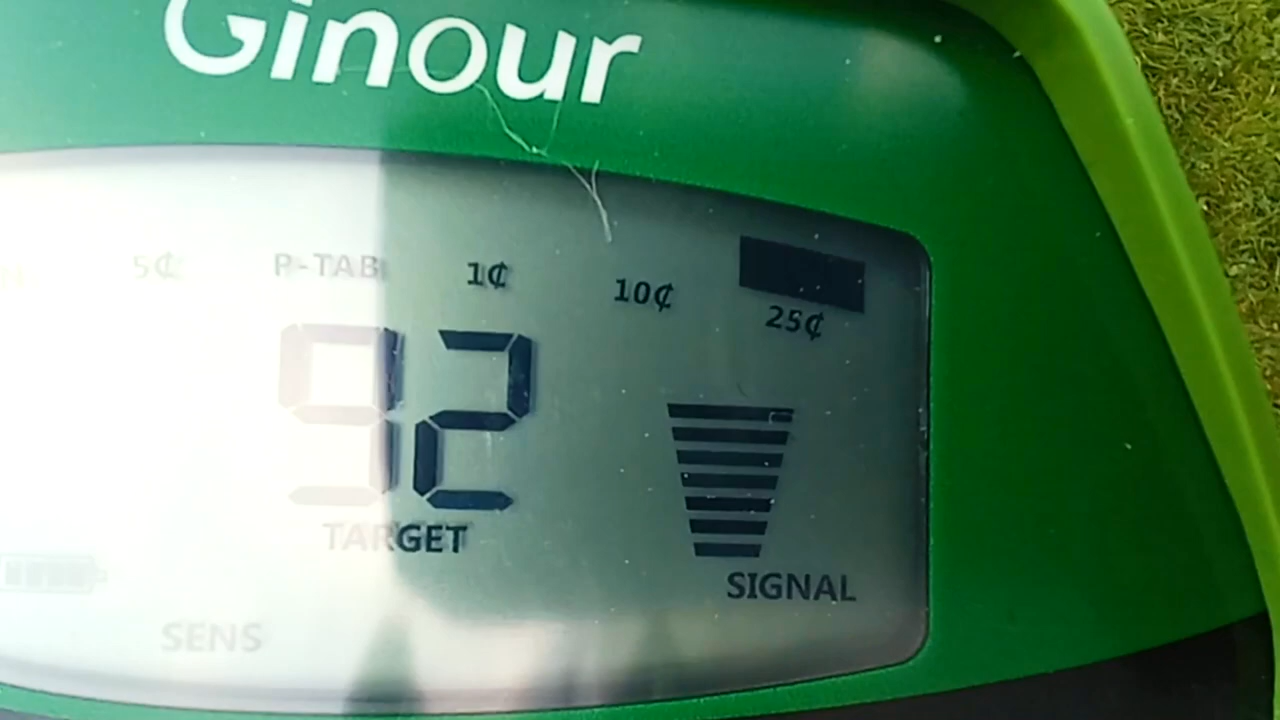 Ginour
5¢ P-TAB 1¢ 10¢ 25¢
92
TARGET
SIGNAL
SENS